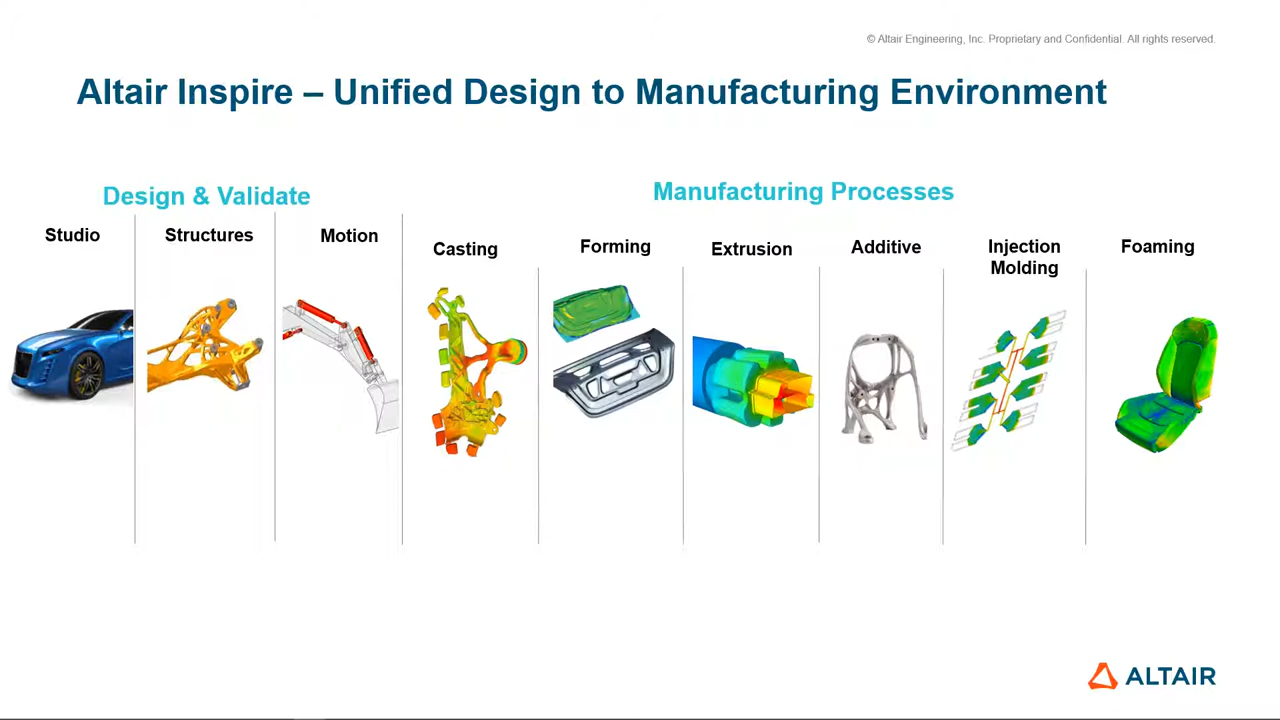 © Altair Engineering, Inc. Proprietary and Confidential. All rights reserved.
Altair Inspire – Unified Design to Manufacturing Environment
Design & Validate
Manufacturing Processes
Studio
Structures
Motion
Casting
Forming
Extrusion
Additive
Injection
Molding
Foaming
ALTAIR